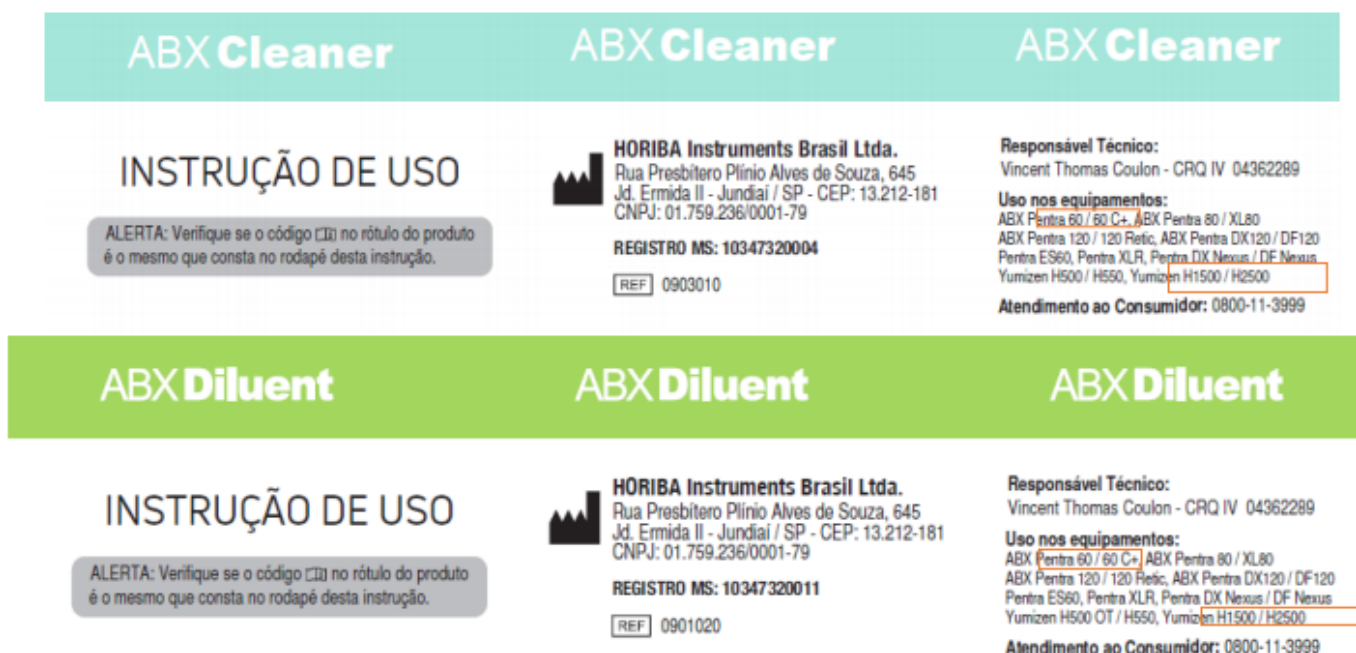 ABX Cleaner
ABX Cleaner
ABX Cleaner
INSTRUÇÃO DE USO
ALERTA: Verifique se o código no rótulo do produto
é o mesmo que consta no rodapé desta instrução.
HORIBA Instruments Brasil Ltda.
Rua Presbítero Plínio Alves de Souza, 645
Jd. Ermida II - Jundiaí / SP - CEP: 13.212-181
CNPJ: 01.759.236/0001-79
REGISTRO MS: 10347320004
REF 0903010
Responsável Técnico:
Vincent Thomas Coulon - CRQ IV 04362289
Uso nos equipamentos:
ABX Pentra 60 / 60 C+, ABX Pentra 80 / XL80
ABX Pentra 120 / 120 Retic, ABX Pentra DX120 / DF120
Pentra ES60, Pentra XLR, Pentra DX Nexus / DF Nexus
Yumizen H500 / H550, Yumizen H1500 / H2500
Atendimento ao Consumidor: 0800-11-3999
ABX Diluent
ABX Diluent
ABX Diluent
INSTRUÇÃO DE USO
ALERTA: Verifique se o código no rótulo do produto
é o mesmo que consta no rodapé desta instrução.
HORIBA Instruments Brasil Ltda.
Rua Presbítero Plínio Alves de Souza, 645
Jd. Ermida II - Jundiaí / SP - CEP: 13.212-181
CNPJ: 01.759.236/0001-79
REGISTRO MS: 10347320011
REF 0901020
Responsável Técnico:
Vincent Thomas Coulon - CRQ IV 04362289
Uso nos equipamentos:
ABX Pentra 60 / 60 C+, ABX Pentra 80 / XL80
ABX Pentra 120 / 120 Retic, ABX Pentra DX120 / DF120
Pentra ES60, Pentra XLR, Pentra DX Nexus / DF Nexus
Yumizen H500 OT / H550, Yumizen H1500 / H2500
Atendimento ao Consumidor: 0800-11-3999